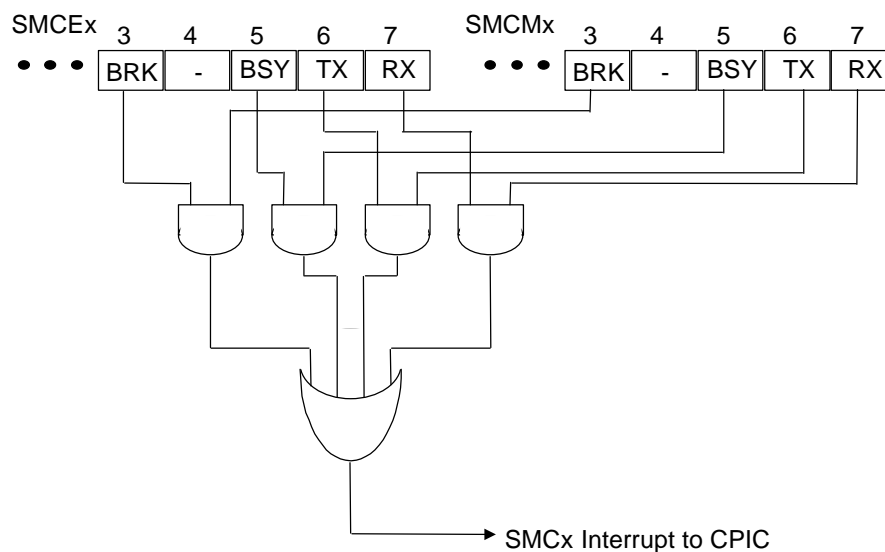 SMCEx 3 4 5 6 7
BRK - BSY TX RX
SMCMx 3 4 5 6 7
BRK - BSY TX RX
SMCx Interrupt to CPIC